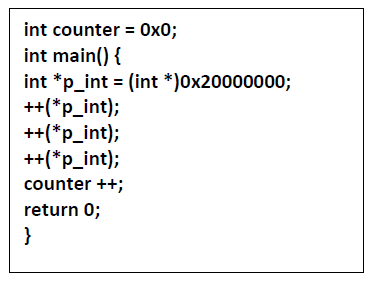 int counter = 0x0;
int main() {
int *p_int = (int *)0x20000000;
++(*p_int);
++(*p_int);
++(*p_int);
counter ++;
return 0;
}